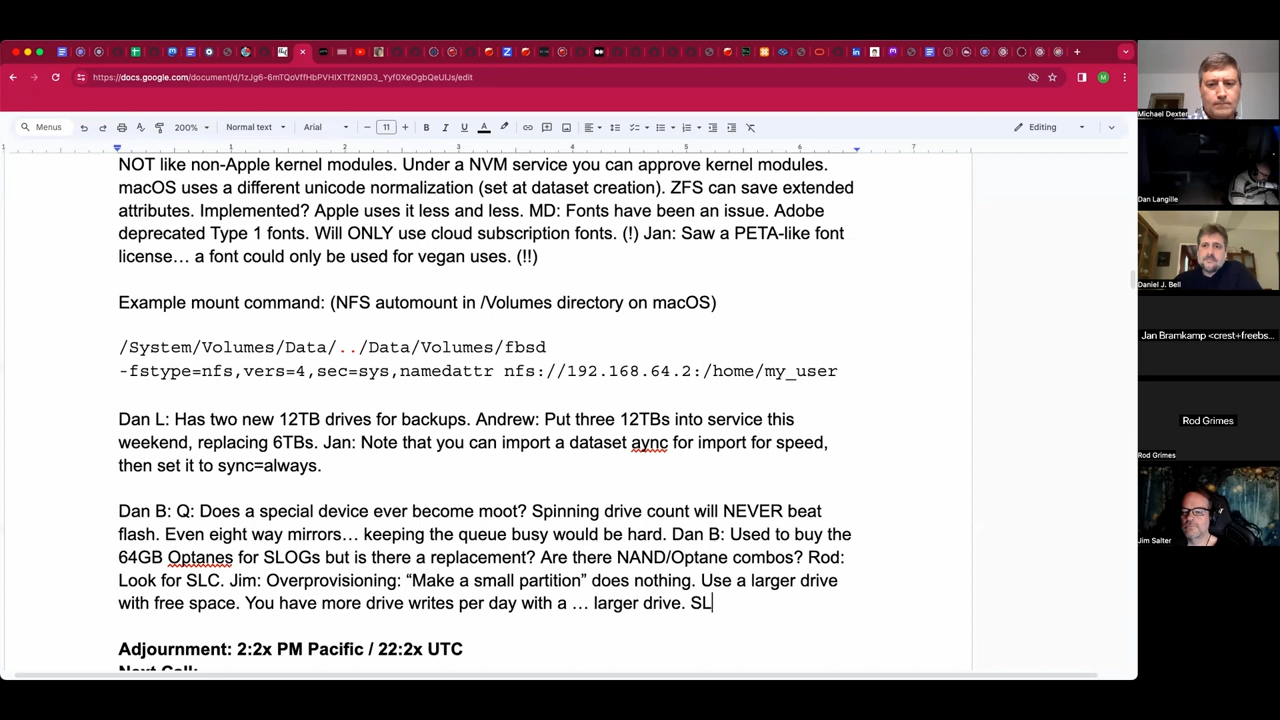 https://docs.google.com/document/d/1zJg6-6mTQoVffHbPVHIXTf2N9D3_Yyf0XeOgbQeUIJs/edit
M
Menus
200%
Normal text
Arial
11
B I U A
Editing
1 1 2 3 4 5 6 7
NOT like non-Apple kernel modules. Under a NVM service you can approve kernel modules.
macOS uses a different unicode normalization (set at dataset creation). ZFS can save extended
attributes. Implemented? Apple uses it less and less. MD: Fonts have been an issue. Adobe
deprecated Type 1 fonts. Will ONLY use cloud subscription fonts. (!) Jan: Saw a PETA-like font
license… a font could only be used for vegan uses. (!!)
Example mount command: (NFS automount in /Volumes directory on macOS)
/System/Volumes/Data/../Data/Volumes/fbsd
-fstype=nfs,vers=4,sec=sys,namedattr nfs://192.168.64.2:/home/my_user
Dan L: Has two new 12TB drives for backups. Andrew: Put three 12TBs into service this
weekend, replacing 6TBs. Jan: Note that you can import a dataset aync for import for speed,
then set it to sync=always.
Dan B: Q: Does a special device ever become moot? Spinning drive count will NEVER beat
flash. Even eight way mirrors… keeping the queue busy would be hard. Dan B: Used to buy the
64GB Optanes for SLOGs but is there a replacement? Are there NAND/Optane combos? Rod:
Look for SLC. Jim: Overprovisioning: “Make a small partition” does nothing. Use a larger drive
with free space. You have more drive writes per day with a … larger drive. SL
Adjournment: 2:2x PM Pacific / 22:2x UTC
Next Call:
Michael Dexter
Dan Langille
Daniel J. Bell
Jan Bramkamp <crest+freebs...
Rod Grimes
Rod Grimes
Jim Salter